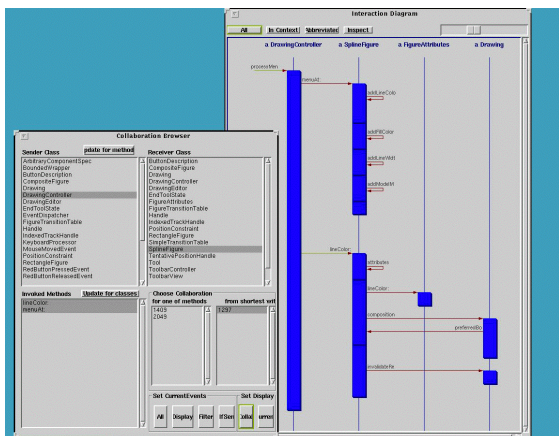 Interaction Diagram
All
In Context
Abbreviated
Inspect
a DrawingController
a SplineFigure
a FigureAttributes
a Drawing
processMen
menuAt:
addLineColo
addFillColor
addLineWid
addModelM
lineColor:
attributes
lineColor:
composition
preferredBo
invalidateRe
Collaboration Browser
Sender Class
pdate for method
Receiver Class
ArbitraryComponentSpec
BoundedWrapper
ButtonDescription
CompositeFigure
Drawing
DrawingController
DrawingEditor
EndToolState
EventDispatcher
FigureTransitionTable
Handle
IndexedTrackHandle
KeyboardProcessor
MouseMovedEvent
PositionConstraint
RectangleFigure
RedButtonPressedEvent
RedButtonReleasedEvent
ButtonDescription
CompositeFigure
Drawing
DrawingController
DrawingEditor
EndToolState
FigureAttributes
FigureTransitionTable
Handle
IndexedTrackHandle
PositionConstraint
RectangleFigure
SimpleTransitionTable
SplineFigure
TentativePositionHandle
Tool
ToolbarController
ToolbarView
Invoked Methods
Update for classes
lineColor:
menuAt:
Choose Collaboration
for one of methods
from shortest wit
1409
2049
1297
Set CurrentEvents
Set Display
All
Display
Filter
IfSen
Colla
urren